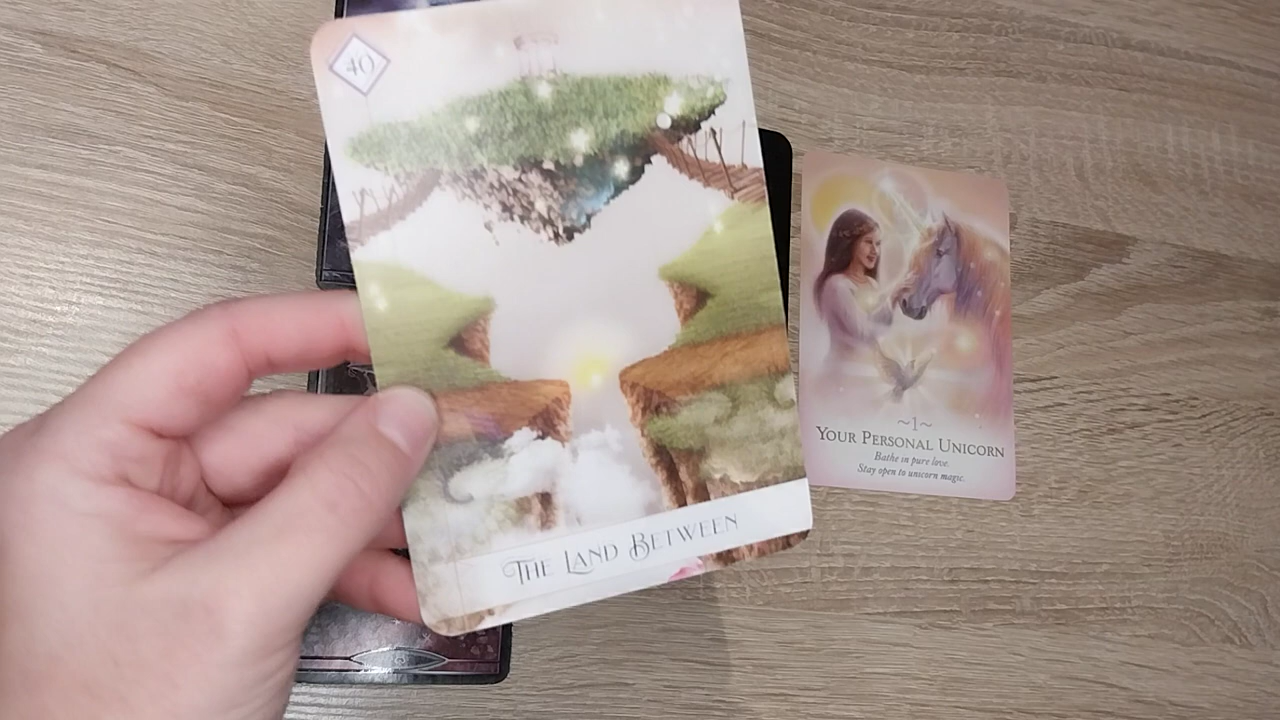 40
THE LAND BETWEEN
~1~
YOUR PERSONAL UNICORN
Bathe in pure love.
Stay open to unicorn magic.